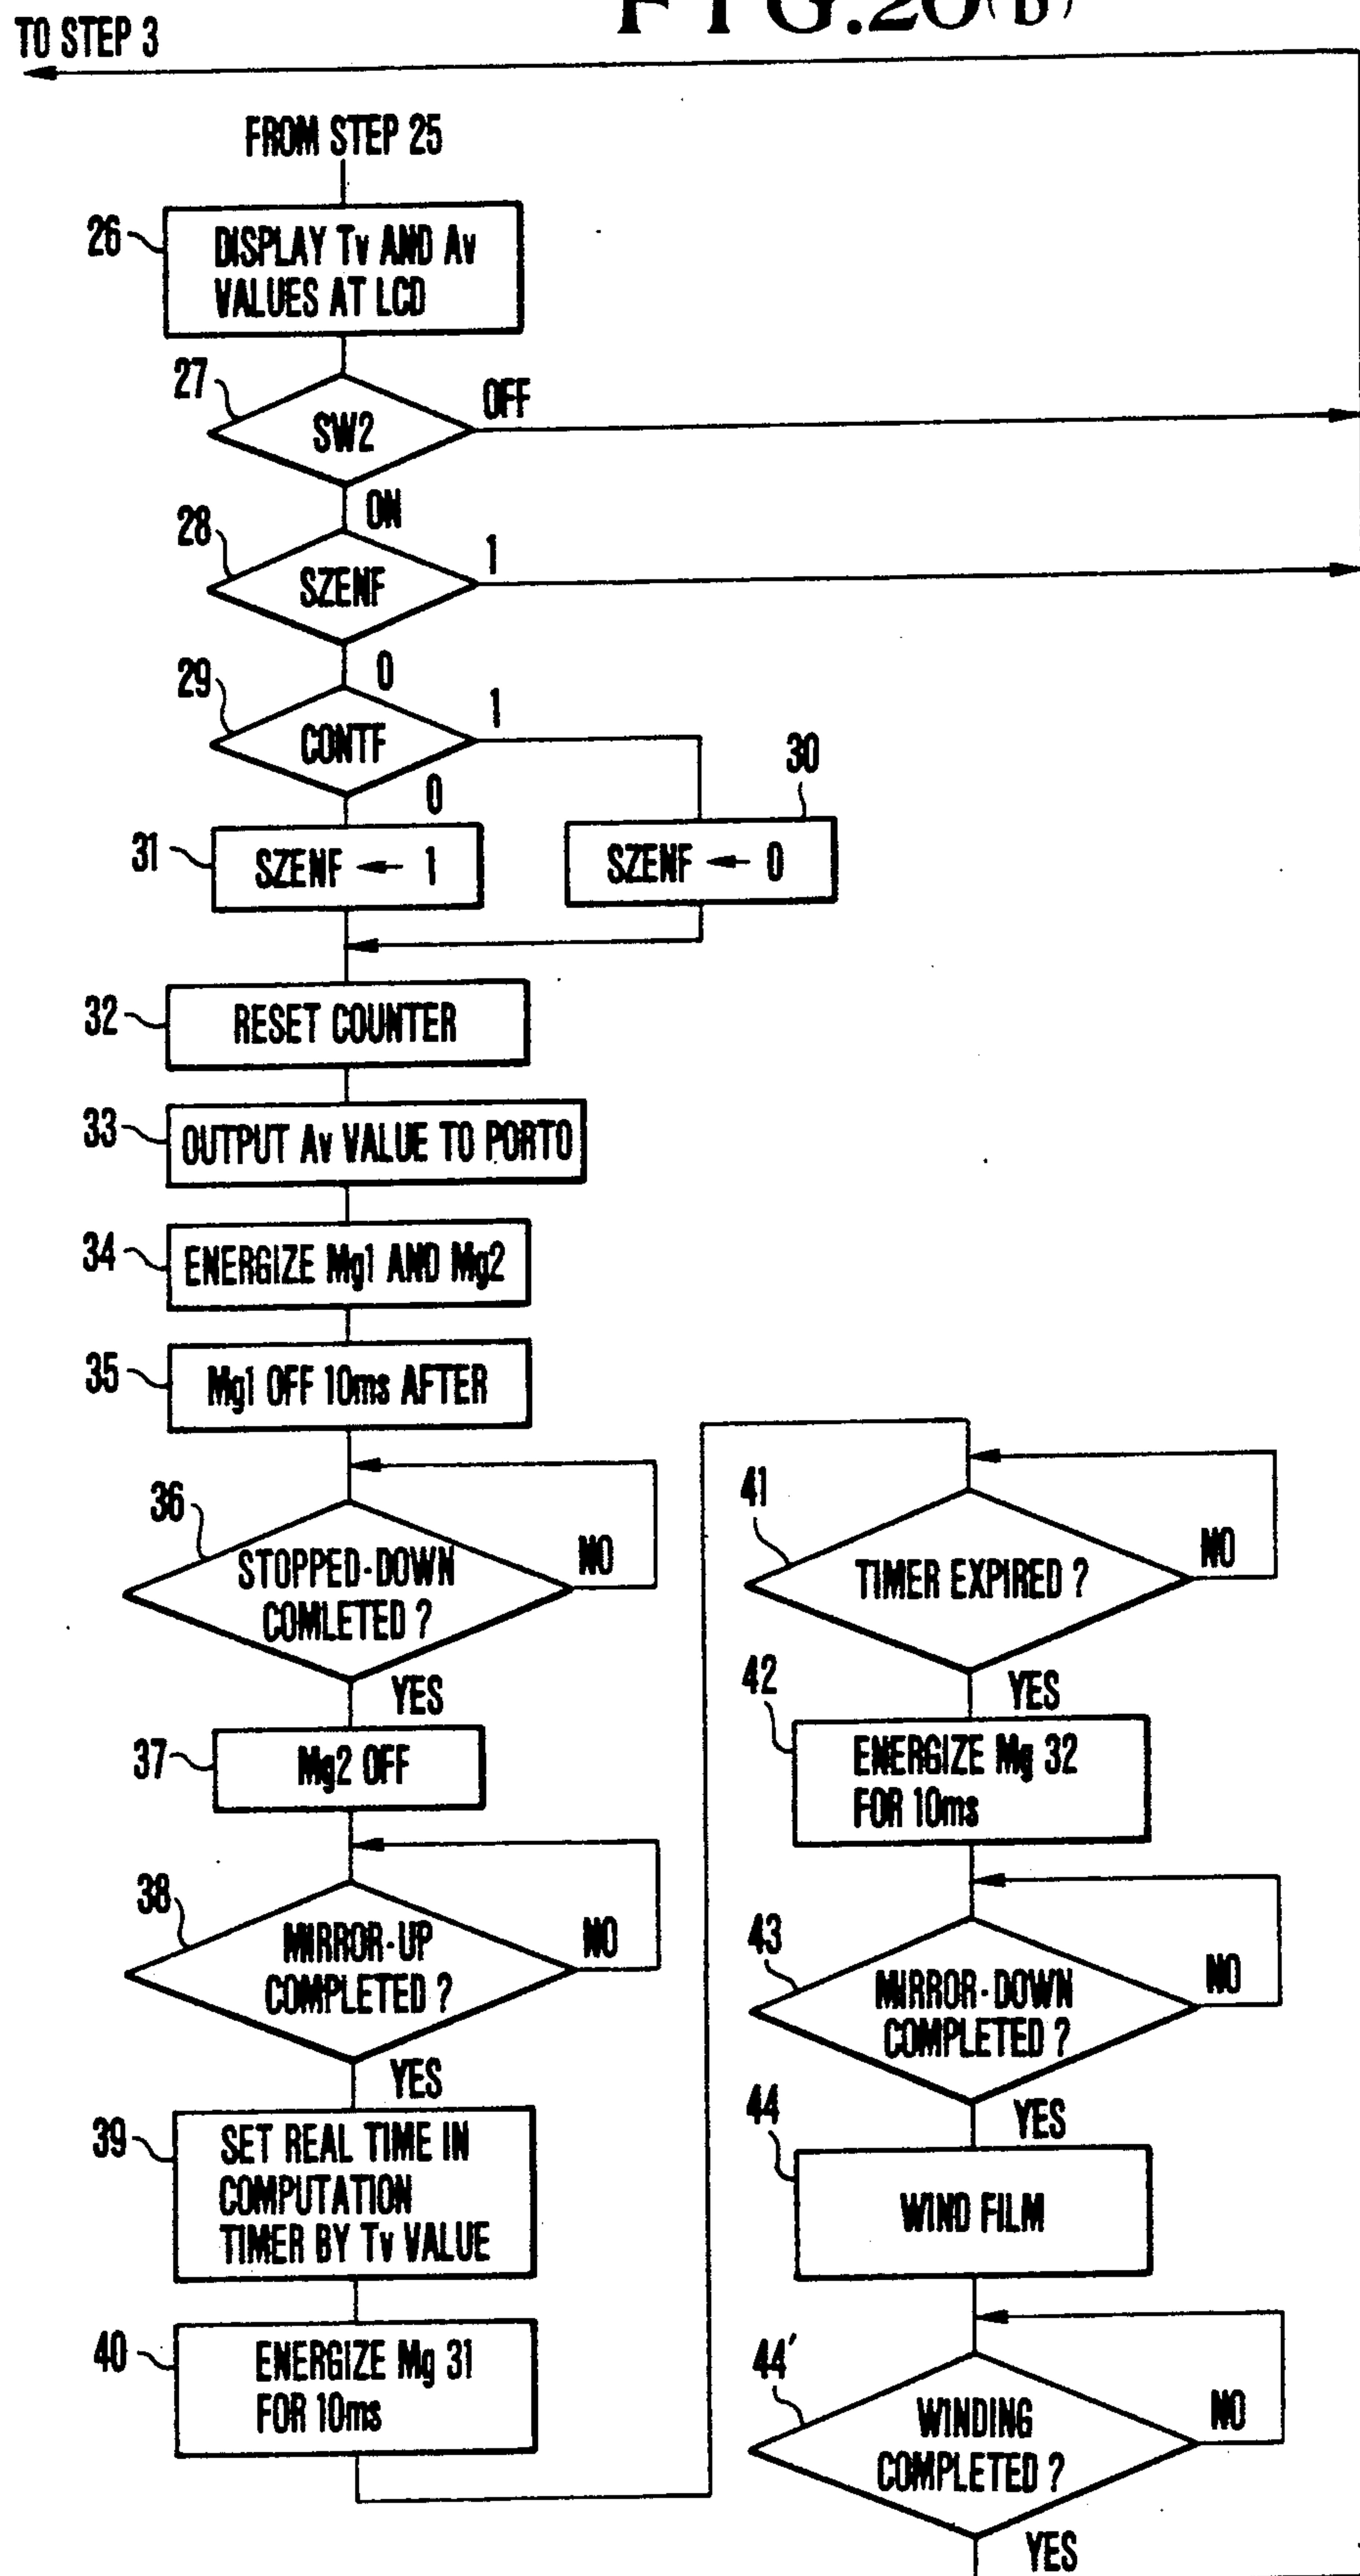 FIG.20(b)
TO STEP 3
FROM STEP 25
26
DISPLAY Tv AND Av
VALUES AT LCD
27
SW2
OFF
ON
28
SZENF
1
0
29
CONTF
1
0
30
SZENF ← 0
31
SZENF ← 1
32
RESET COUNTER
33
OUTPUT Av VALUE TO PORTO
34
ENERGIZE Mg1 AND Mg2
35
Mg1 OFF 10ms AFTER
36
STOPPED-DOWN
COMLETED ?
NO
YES
37
Mg2 OFF
38
MIRROR-UP
COMPLETED ?
NO
YES
39
SET REAL TIME IN
COMPUTATION
TIMER BY Tv VALUE
40
ENERGIZE Mg 31
FOR 10ms
41
TIMER EXPIRED ?
NO
YES
42
ENERGIZE Mg 32
FOR 10ms
43
MIRROR-DOWN
COMPLETED ?
NO
YES
44
WIND FILM
44'
WINDING
COMPLETED ?
NO
YES